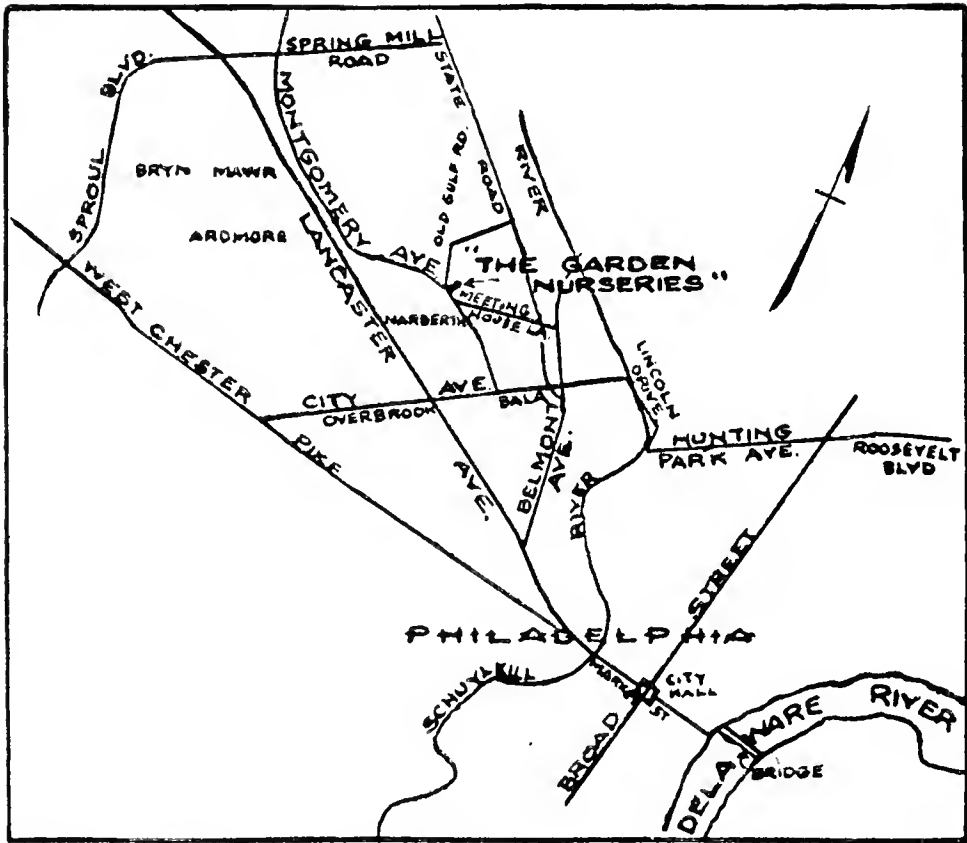 SPRING MILL
ROAD
SPROUL BLVD.
MONTGOMERY AVE.
STATE ROAD
OLD GULF RD.
RIVER
BRYN MAWR
ARDMORE
LANCASTER AVE.
"THE GARDEN
NURSERIES"
MEETING
HOUSE LA.
NARBERTH
WEST CHESTER PIKE
CITY AVE.
OVERBROOK
BALA
LINCOLN
DRIVE
BELMONT
AVE.
HUNTING
PARK AVE.
ROOSEVELT
BLVD
SCHUYLKILL RIVER
PHILADELPHIA
MARKET ST
CITY
HALL
BROAD STREET
DELAWARE RIVER
BRIDGE